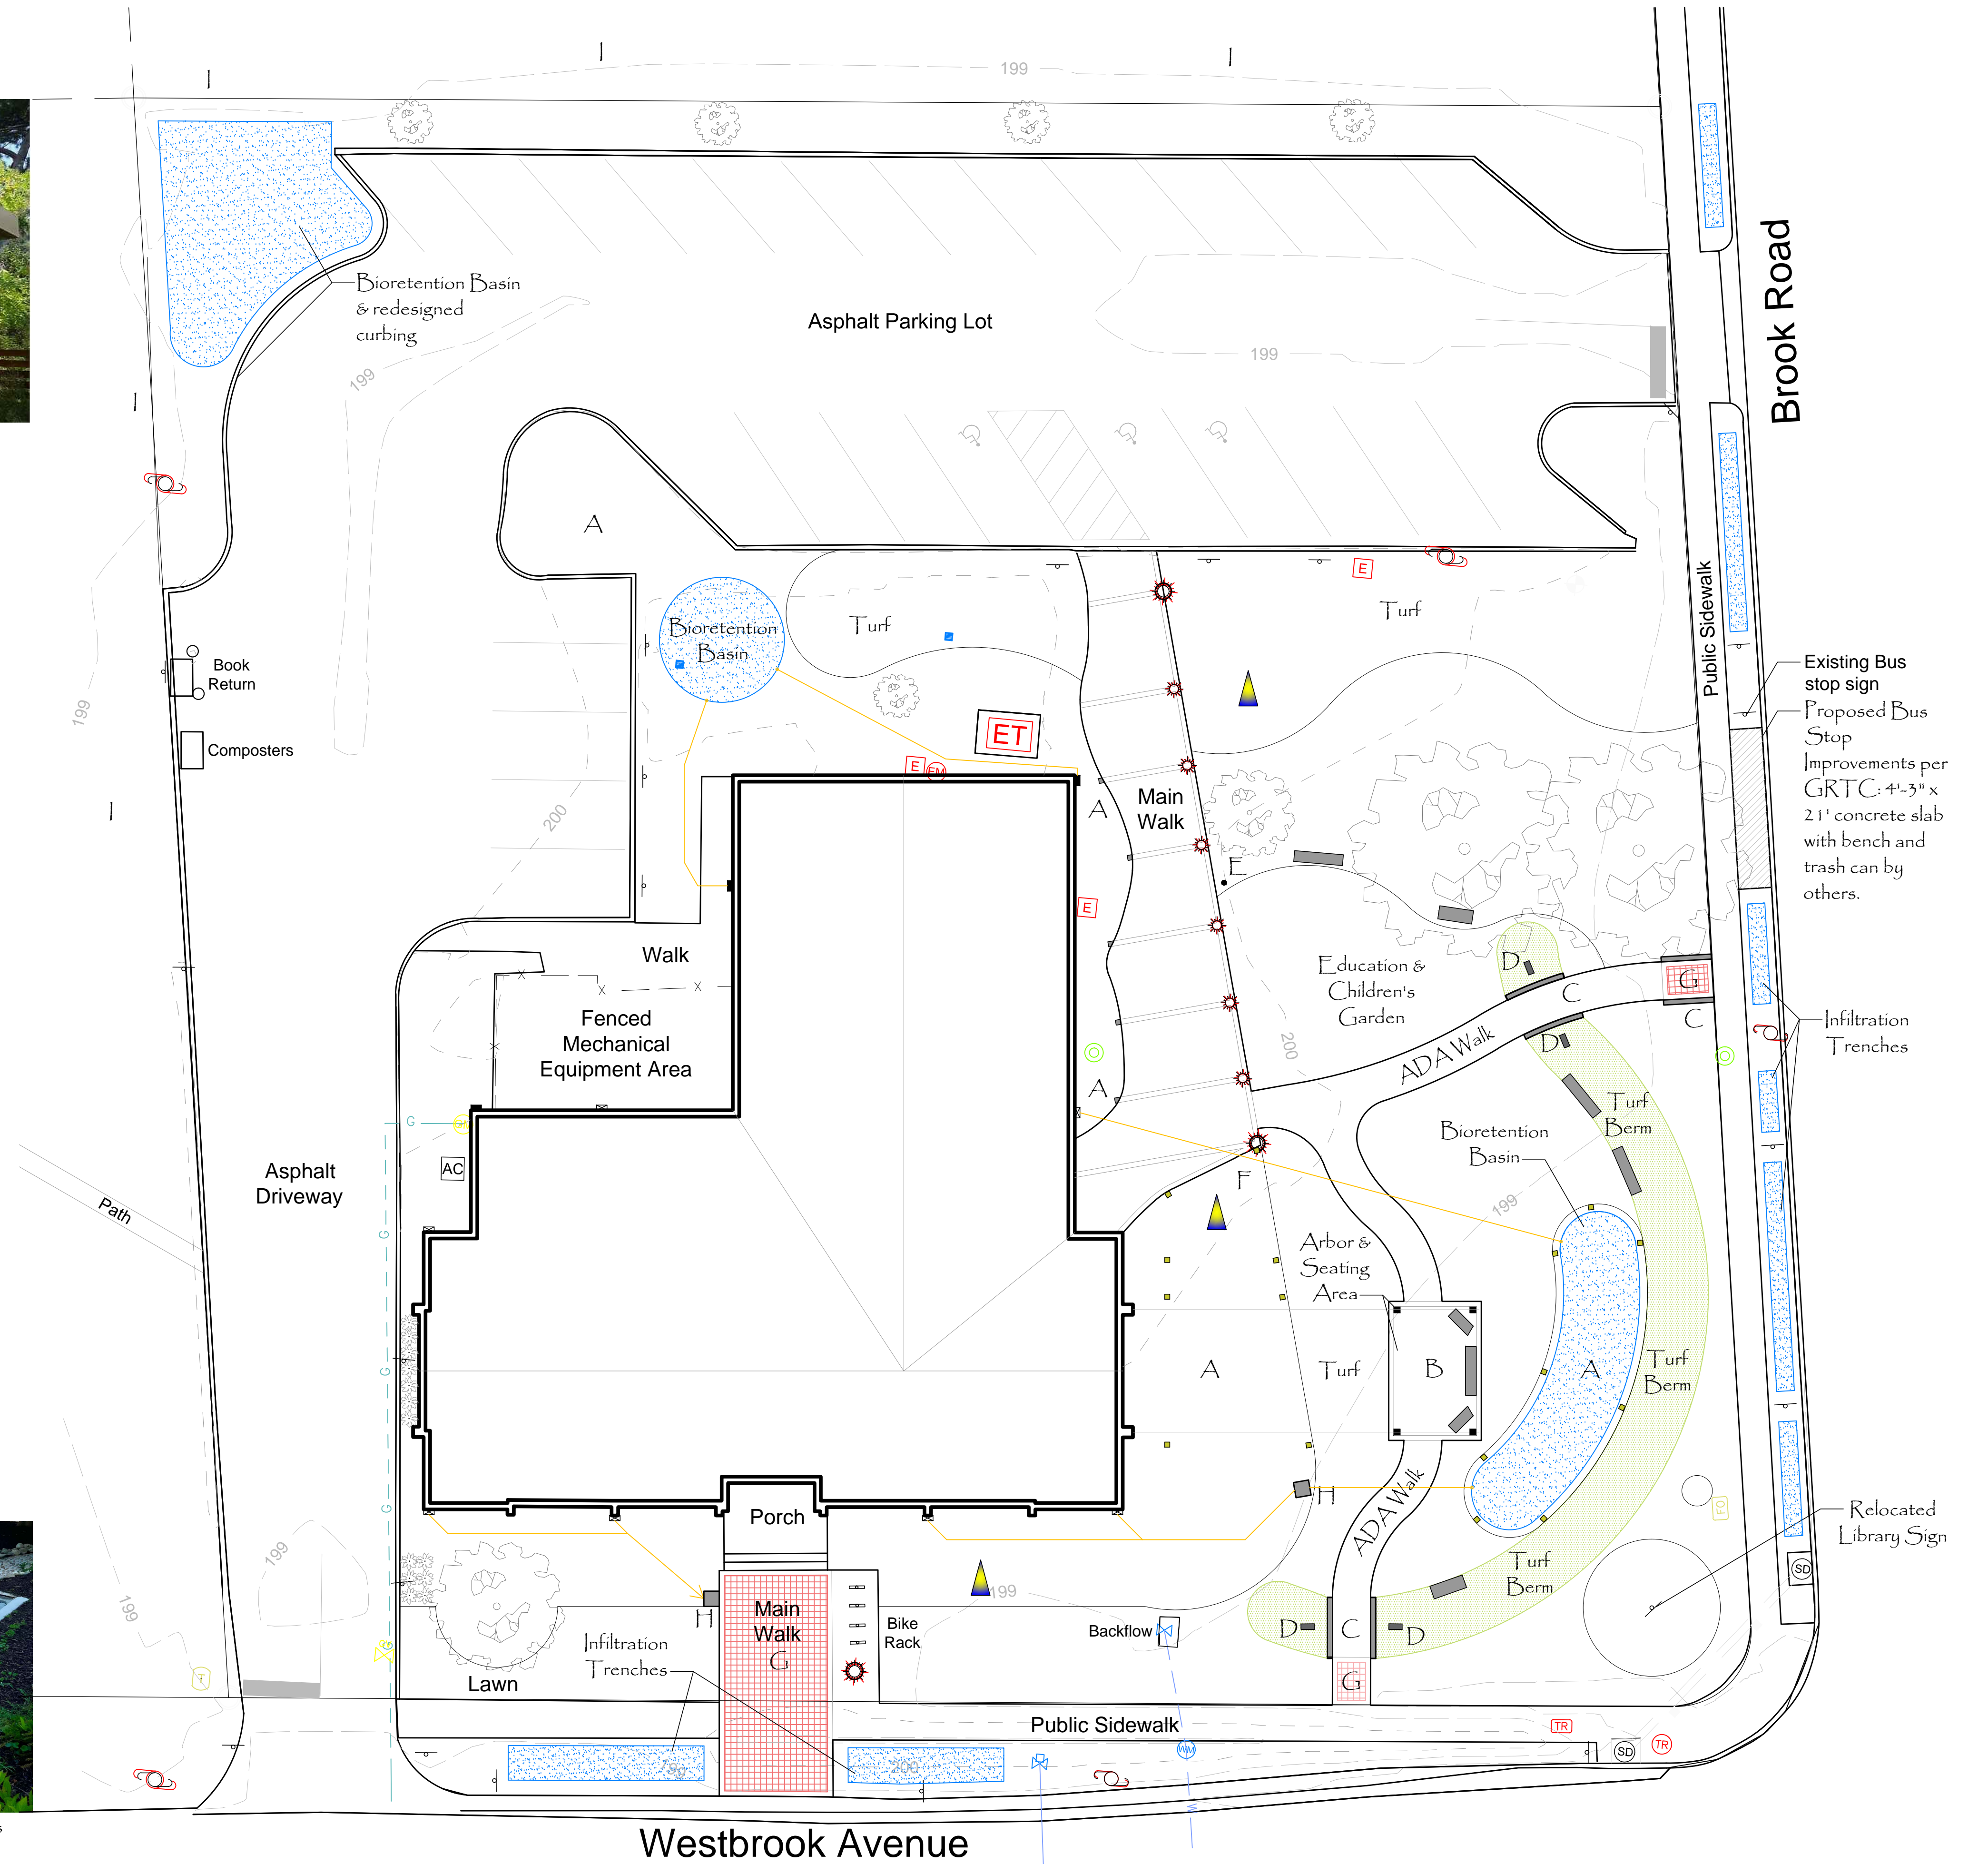 199
Bioretention Basin
& redesigned
curbing
Asphalt Parking Lot
199
199
Brook Road
A
Public Sidewalk
E
Bioretention
Basin
Turf
Turf
Book
Return
Existing Bus
stop sign
Proposed Bus
Stop
Improvements per
GRTC: 4'-3" x
21' concrete slab
with bench and
trash can by
others.
199
Composters
ET
E
EM
200
A
Main
Walk
E
E
Walk
Education &
Children's
Garden
D
C
G
C
D
ADA Walk
X
X
X
Fenced
Mechanical
Equipment Area
200
A
Infiltration
Trenches
G
AC
Asphalt
Driveway
Path
Turf
Berm
Bioretention
Basin
F
199
G
Arbor &
Seating
Area
A
Turf
B
A
Turf
Berm
G
G
H
ADA Walk
FO
Relocated
Library Sign
Porch
199
Turf
Berm
SD
199
H
Main
Walk
G
Bike
Rack
Backflow
D
C
D
199
Infiltration
Trenches
G
T
Lawn
G
Public Sidewalk
TR
SD
TR
WM
200
W
Westbrook Avenue
s